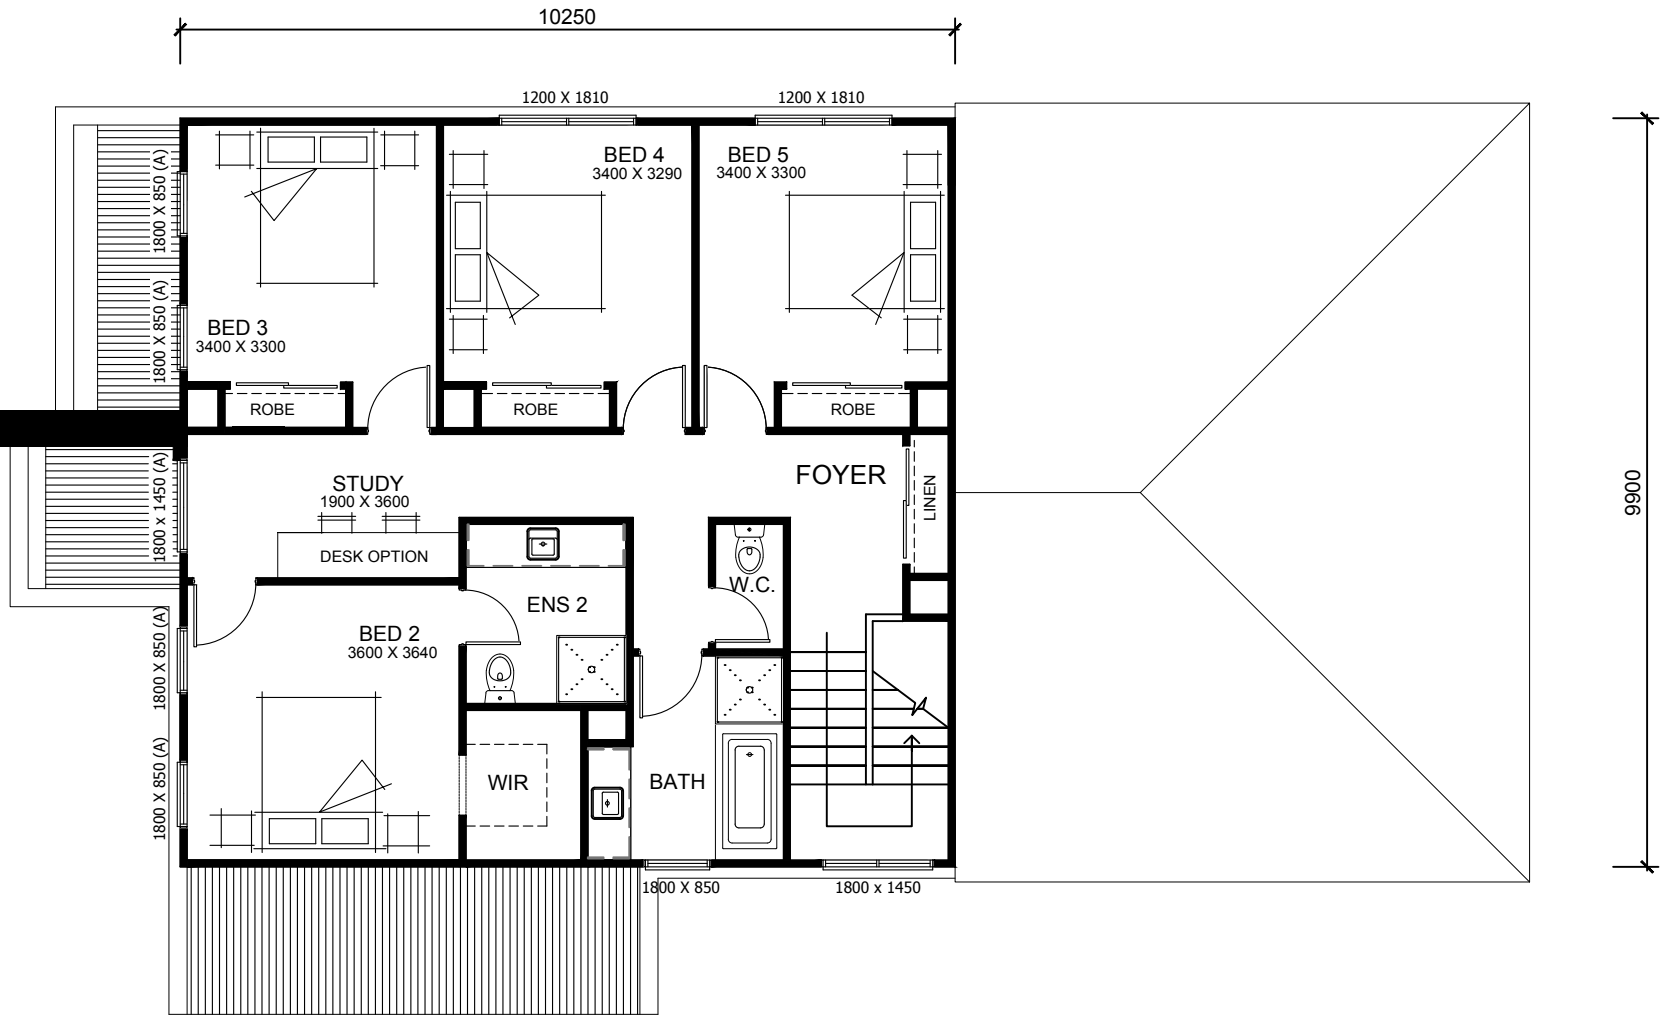 10250
1200 X 1810
1200 X 1810
1800 X 850 (A)
BED 4
3400 X 3290
BED 5
3400 X 3300
1800 X 850 (A)
BED 3
3400 X 3300
ROBE
ROBE
ROBE
1800 x 1450 (A)
STUDY
1900 X 3600
FOYER
LINEN
9900
DESK OPTION
W.C.
ENS 2
1800 X 850 (A)
BED 2
3600 X 3640
1800 X 850 (A)
WIR
BATH
1800 X 850
1800 x 1450